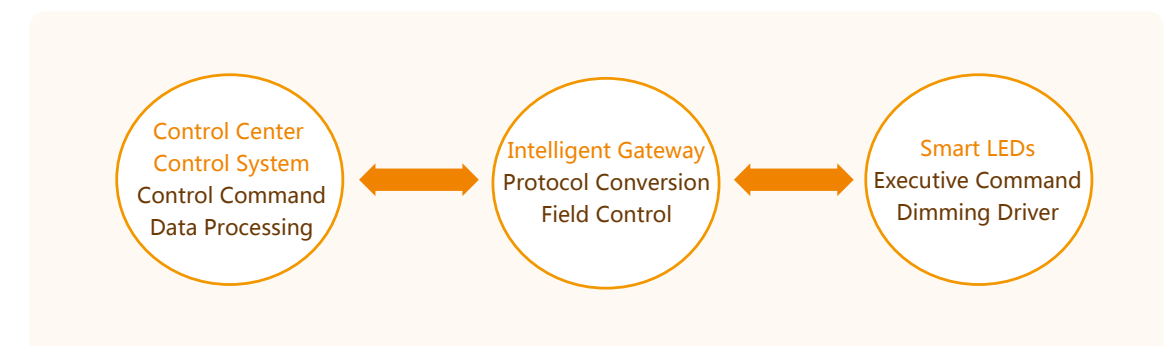 Control Center
Control System
Control Command
Data Processing
Intelligent Gateway
Protocol Conversion
Field Control
Smart LEDs
Executive Command
Dimming Driver